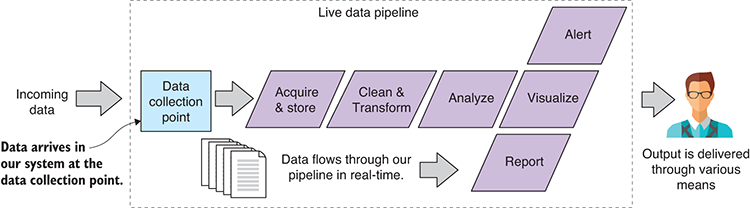 Live data pipeline
Alert
Incoming
data
Data
collection
point
Acquire
& store
Clean &
Transform
Analyze
Visualize
Data arrives in
our system at the
data collection point.
Data flows through our
pipeline in real-time.
Report
Output is delivered
through various
means